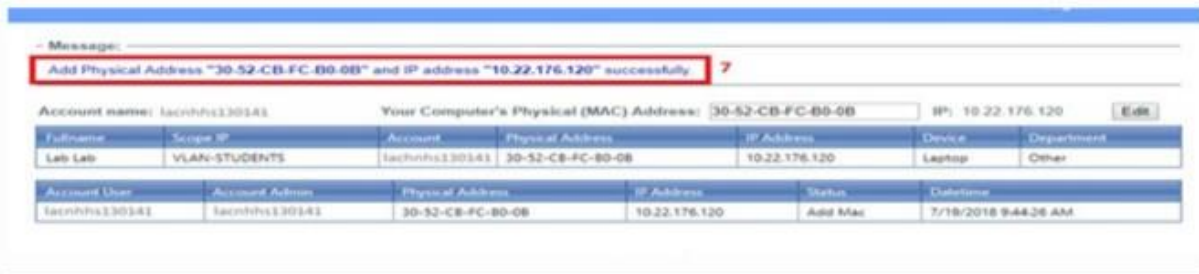 Message:
Add Physical Address "30-52-CB-FC-B0-0B" and IP address "10.22.176.120" successfully. 7
Account name: lacnhhs130141 Your Computer's Physical (MAC) Address: 30-52-CB-FC-B0-0B IP: 10.22.176.120 Edit
Fullname Scope IP Account Physical Address IP Address Device Department
Lab Lab VLAN-STUDENTS lacnhhs130141 30-52-CB-FC-B0-0B 10.22.176.120 Laptop Other
Account User Account Admin Physical Address IP Address Status Datetime
lacnhhs130141 lacnhhs130141 30-52-CB-FC-B0-0B 10.22.176.120 Add Mac 7/19/2018 9:44:26 AM